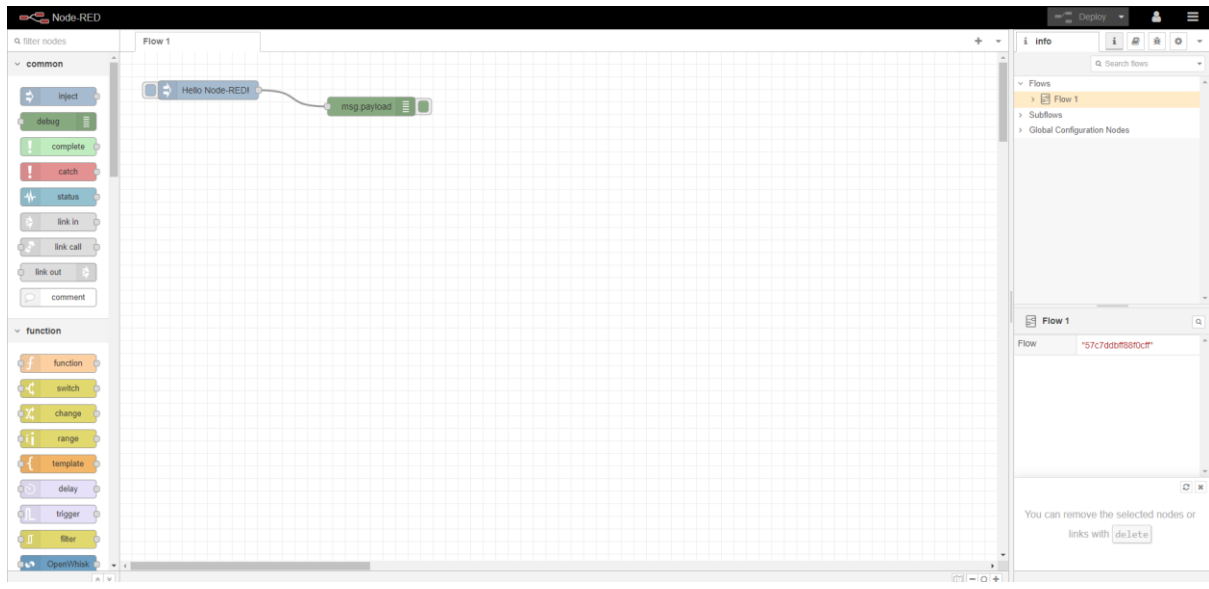 Node-RED
Deploy
filter nodes
Flow 1
info
i
Search flows
common
inject
debug
complete
catch
status
link in
link call
link out
comment
function
function
switch
change
range
template
delay
trigger
filter
OpenWhisk
Hello Node-RED!
msg.payload
Flows
Flow 1
Subflows
Global Configuration Nodes
Flow 1
Flow "57c7ddbff88f0cff"
You can remove the selected nodes or
links with delete